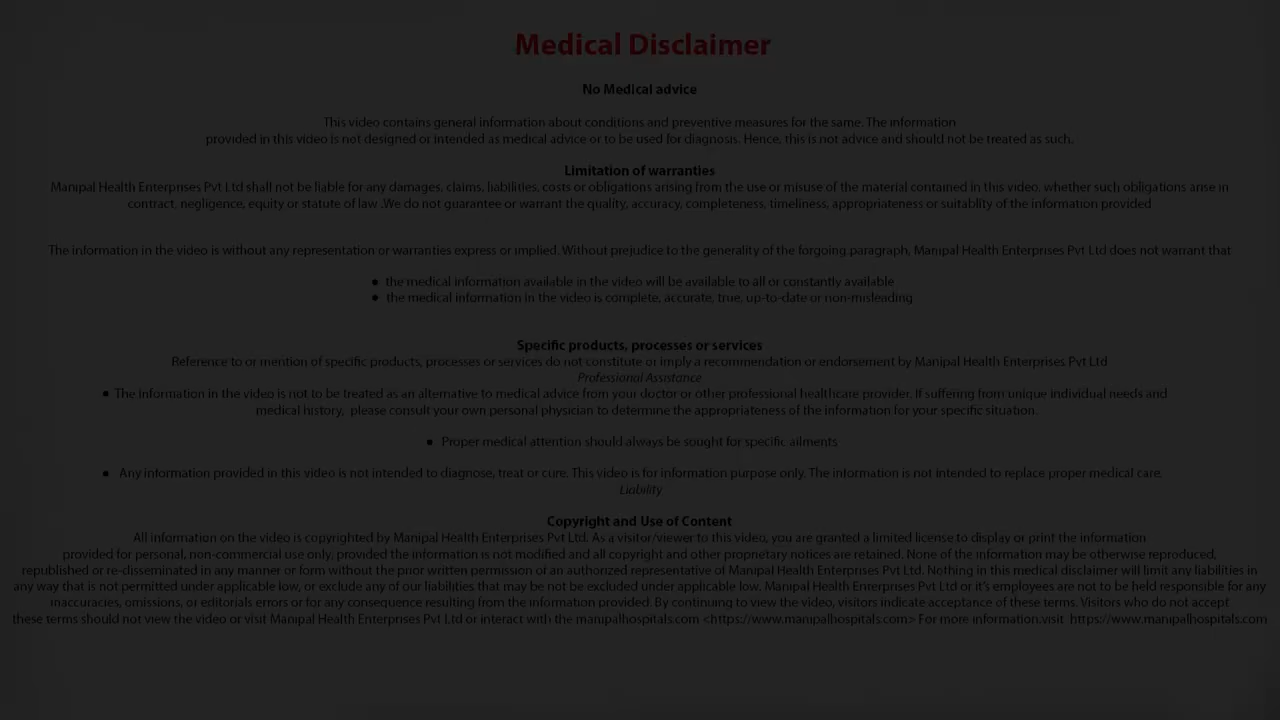 Medical Disclaimer
No Medical advice
This video contains general information about conditions and preventive measures for the same. The information
provided in this video is not designed or intended as medical advice or to be used for diagnosis. Hence, this is not advice and should not be treated as such.
Limitation of warranties
Manipal Health Enterprises Pvt Ltd shall not be liable for any damages, claims, liabilities, costs or obligations arising from the use or misuse of the material contained in this video, whether such obligations arise in
contract, negligence, equity or statute of law .We do not guarantee or warrant the quality, accuracy, completeness, timeliness, appropriateness or suitablity of the information provided
The information in the video is without any representation or warranties express or implied. Without prejudice to the generality of the forgoing paragraph, Manipal Health Enterprises Pvt Ltd does not warrant that
● the medical information available in the video will be available to all or constantly available
● the medical information in the video is complete, accurate, true, up-to-date or non-misleading
Specific products, processes or services
Reference to or mention of specific products, processes or services do not constitute or imply a recommendation or endorsement by Manipal Health Enterprises Pvt Ltd
Professional Assistance
● The information in the video is not to be treated as an alternative to medical advice from your doctor or other professional healthcare provider. If suffering from unique individual needs and
medical history, please consult your own personal physician to determine the appropriateness of the information for your specific situation.
● Proper medical attention should always be sought for specific ailments
● Any information provided in this video is not intended to diagnose, treat or cure. This video is for information purpose only. The information is not intended to replace proper medical care.
Liability
Copyright and Use of Content
All information on the video is copyrighted by Manipal Health Enterprises Pvt Ltd. As a visitor/viewer to this video, you are granted a limited license to display or print the information
provided for personal, non-commercial use only, provided the information is not modified and all copyright and other proprietary notices are retained. None of the information may be otherwise reproduced,
republished or re-disseminated in any manner or form without the prior written permission of an authorized representative of Manipal Health Enterprises Pvt Ltd. Nothing in this medical disclaimer will limit any liabilities in
any way that is not permitted under applicable low, or exclude any of our liabilities that may be not be excluded under applicable low. Manipal Health Enterprises Pvt Ltd or it's employees are not to be held responsible for any
inaccuracies, omissions, or editorials errors or for any consequence resulting from the information provided. By continuing to view the video, visitors indicate acceptance of these terms. Visitors who do not accept
these terms should not view the video or visit Manipal Health Enterprises Pvt Ltd or interact with the manipalhospitals.com <https://www.manipalhospitals.com> For more information.visit https://www.manipalhospitals.com